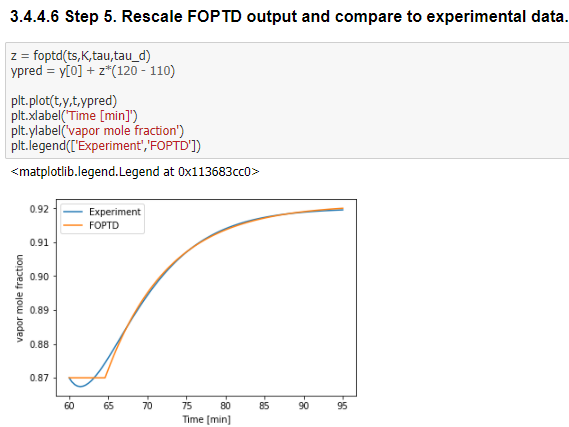 3.4.4.6 Step 5. Rescale FOPTD output and compare to experimental data.
z = foptd(ts,K,tau,tau_d)
ypred = y[0] + z*(120 - 110)
plt.plot(t,y,t,ypred)
plt.xlabel('Time [min]')
plt.ylabel('vapor mole fraction')
plt.legend(['Experiment','FOPTD'])
<matplotlib.legend.Legend at 0x113683cc0>
Experiment
FOPTD
vapor mole fraction
0.92
0.91
0.90
0.89
0.88
0.87
60 65 70 75 80 85 90 95
Time [min]